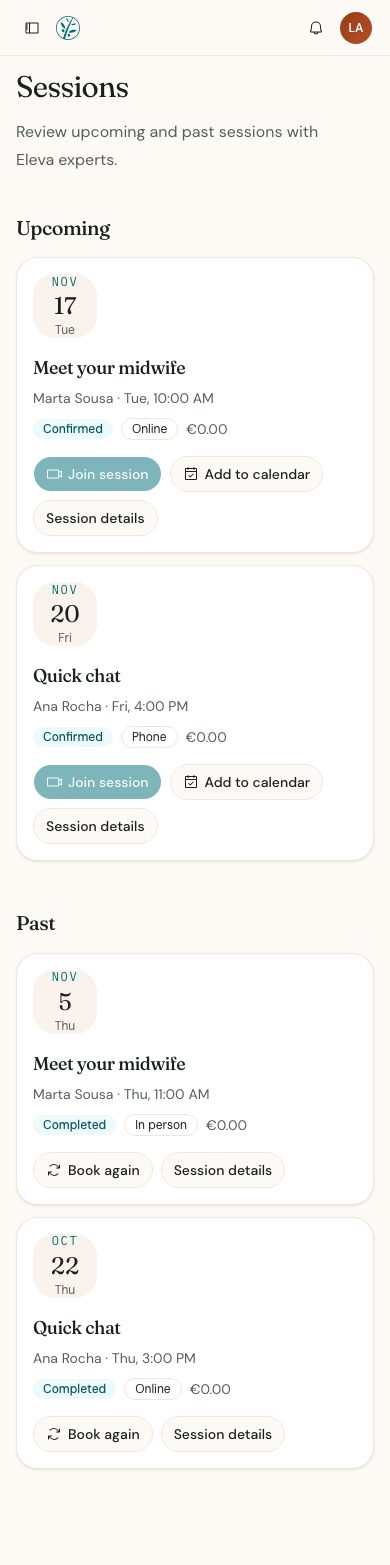 LA
Sessions
Review upcoming and past sessions with
Eleva experts.
Upcoming
NOV
17
Tue
Meet your midwife
Marta Sousa · Tue, 10:00 AM
Confirmed Online €0.00
Join session Add to calendar
Session details
NOV
20
Fri
Quick chat
Ana Rocha · Fri, 4:00 PM
Confirmed Phone €0.00
Join session Add to calendar
Session details
Past
NOV
5
Thu
Meet your midwife
Marta Sousa · Thu, 11:00 AM
Completed In person €0.00
Book again Session details
OCT
22
Thu
Quick chat
Ana Rocha · Thu, 3:00 PM
Completed Online €0.00
Book again Session details